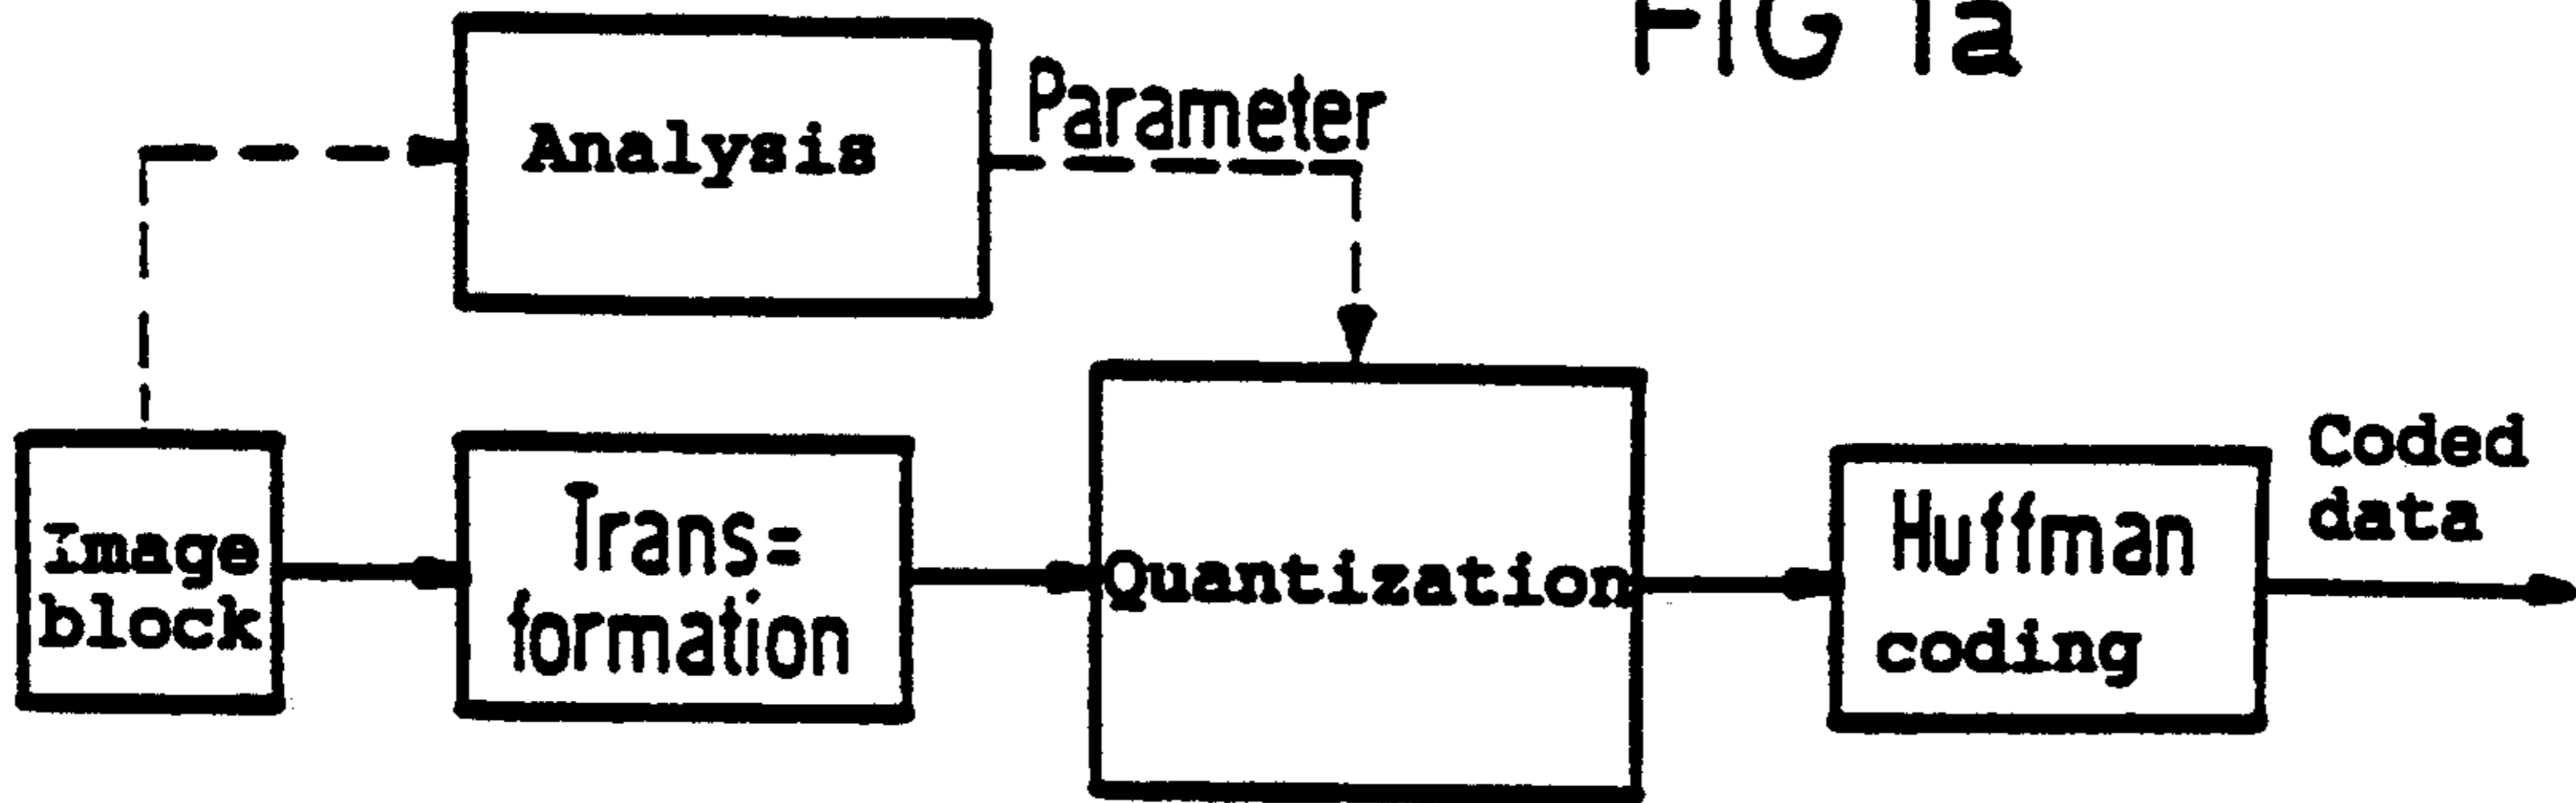 FIG 1a
Analysis
Parameter
Image
block
Trans=
formation
Quantization
Huffman
coding
Coded
data